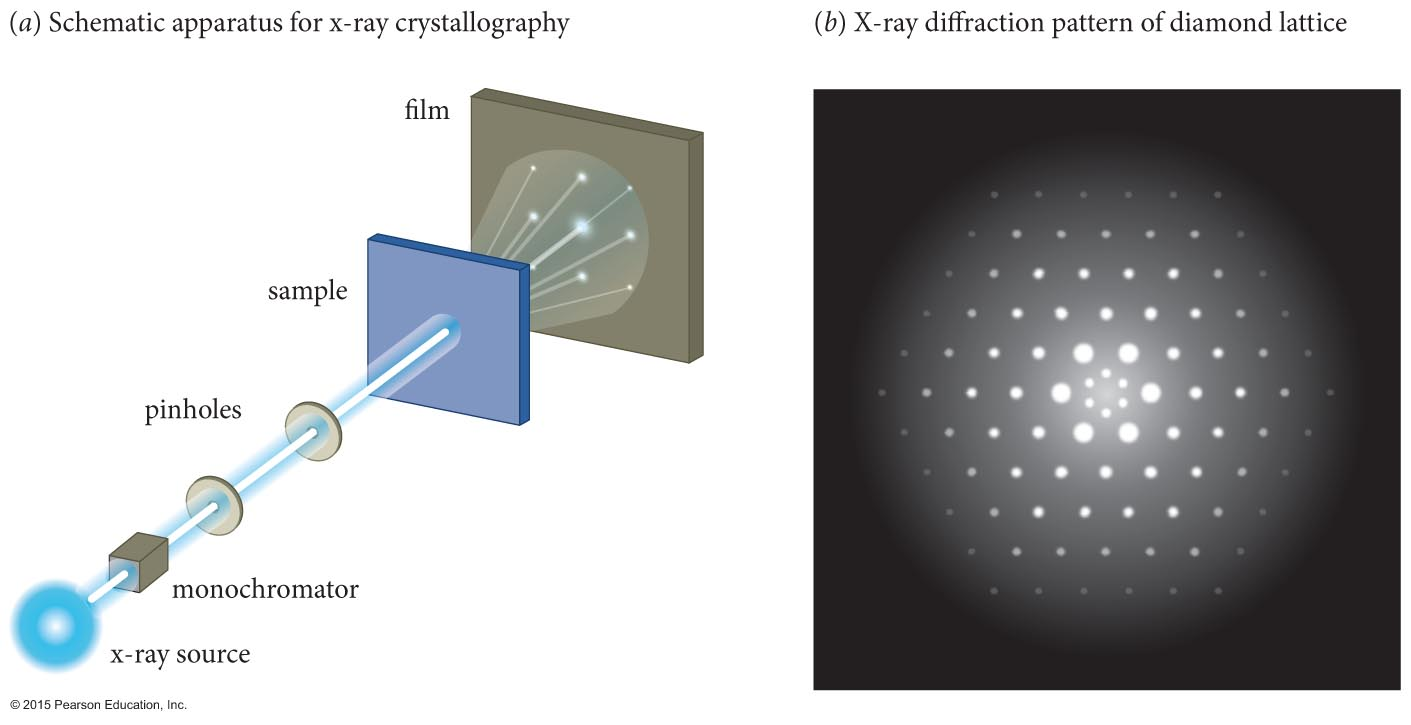 (a) Schematic apparatus for x-ray crystallography
(b) X-ray diffraction pattern of diamond lattice
film
sample
pinholes
monochromator
x-ray source
© 2015 Pearson Education, Inc.